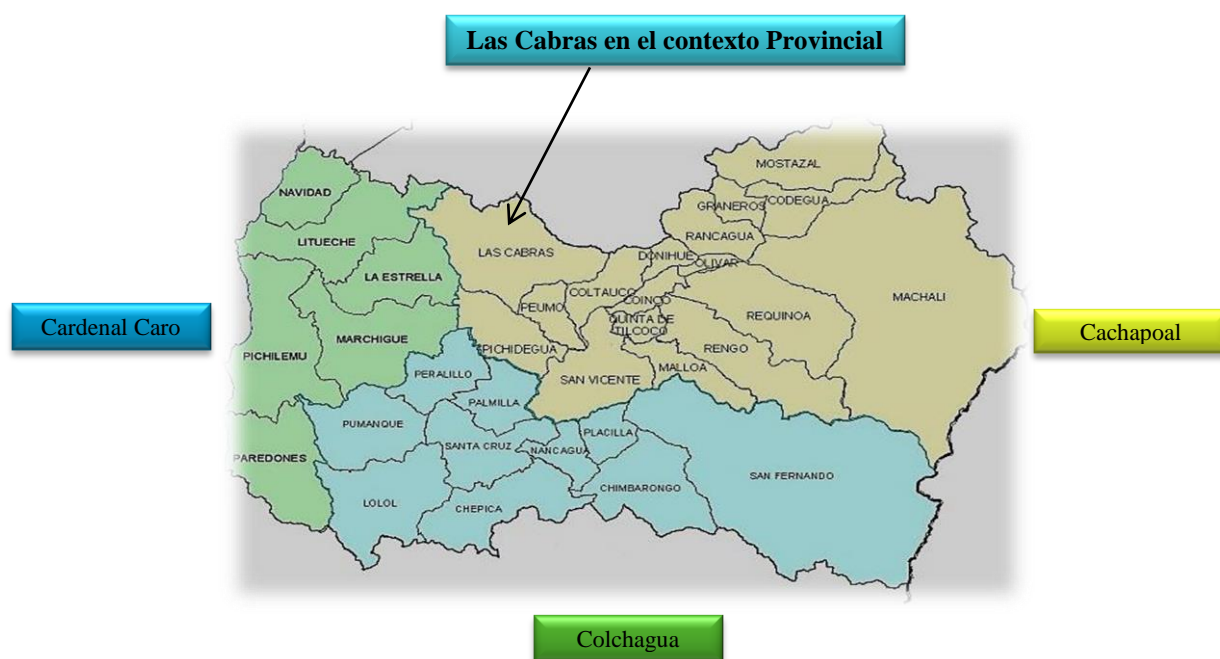 Las Cabras en el contexto Provincial
MOSTAZAL
NAVIDAD
GRANEROS
CODEGUA
RANCAGUA
LITUECHE
LAS CABRAS
DONIHUE
OLIVAR
LA ESTRELLA
COLTAUCO
MACHALI
COINCO
PEUMO
REQUINOA
QUINTA DE
TILCOCO
Cardenal Caro
Cachapoal
MARCHIGUE
PICHIDEGUA
RENGO
PICHILEMU
MALLOA
PERALILLO
SAN VICENTE
PALMILLA
PUMANQUE
PLACILLA
SANTA CRUZ
NANCAGUA
PAREDONES
SAN FERNANDO
CHIMBARONGO
LOLOL
CHEPICA
Colchagua